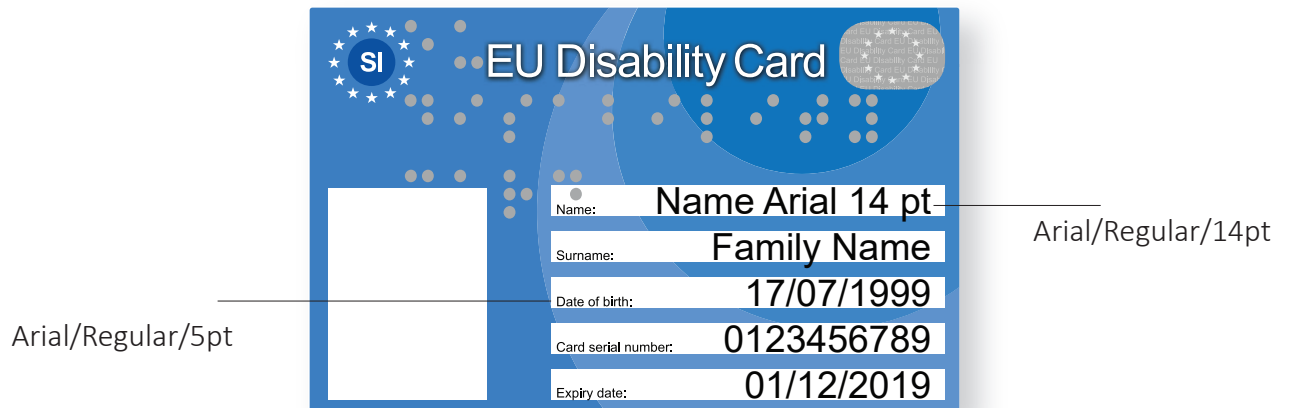 SI
EU Disability Card
Name: Name Arial 14 pt
Arial/Regular/14pt
Surname: Family Name
Date of birth: 17/07/1999
Arial/Regular/5pt
Card serial number: 0123456789
Expiry date: 01/12/2019